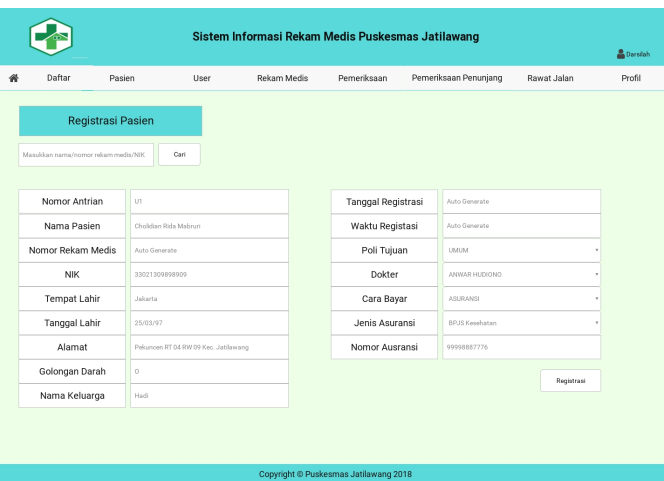 Sistem Informasi Rekam Medis Puskesmas Jatilawang
Darsilah
Daftar Pasien User Rekam Medis Pemeriksaan Pemeriksaan Penunjang Rawat Jalan Profil
Registrasi Pasien
Masukkan nama/nomor rekam medis/NIK Cari
Nomor Antrian U1
Nama Pasien Cholidian Rida Mabruri
Nomor Rekam Medis Auto Generate
NIK 33021309898909
Tempat Lahir Jakarta
Tanggal Lahir 25/03/97
Alamat Pekuncen RT 04 RW 09 Kec. Jatilawang
Golongan Darah O
Nama Keluarga Hadi
Tanggal Registrasi Auto Generate
Waktu Registasi Auto Generate
Poli Tujuan UMUM
Dokter ANWAR HUDIONO
Cara Bayar ASURANSI
Jenis Asuransi BPJS Kesehatan
Nomor Ausransi 99998887776
Registrasi
Copyright © Puskesmas Jatilawang 2018